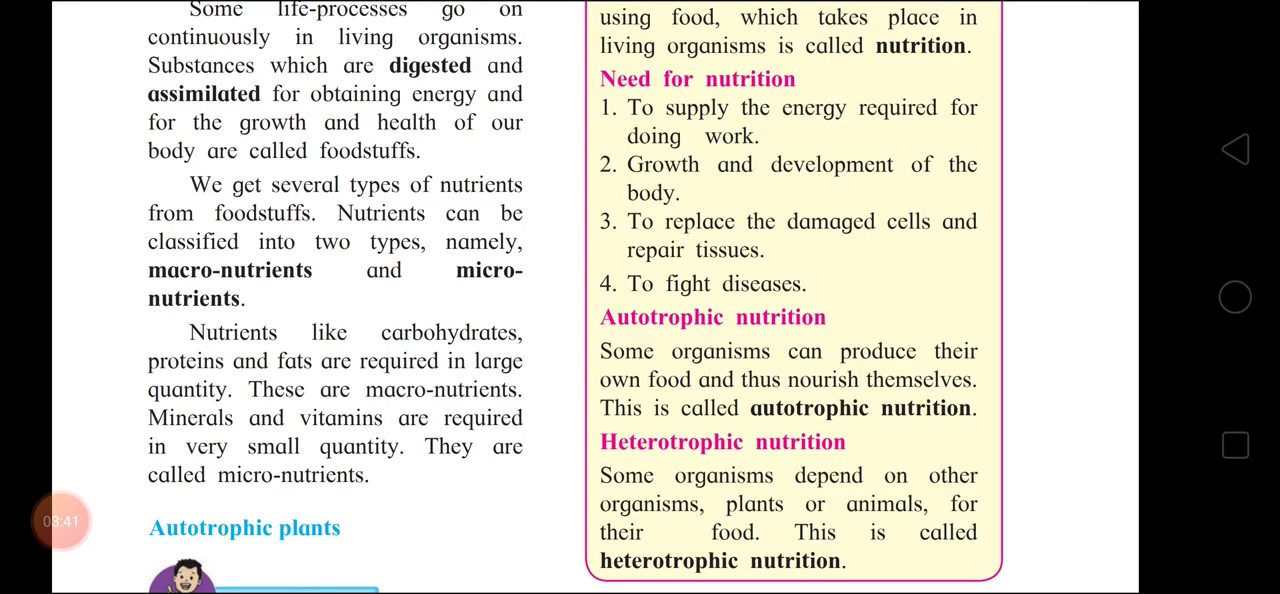 Some life-processes go on
continuously in living organisms.
Substances which are digested and
assimilated for obtaining energy and
for the growth and health of our
body are called foodstuffs.
We get several types of nutrients
from foodstuffs. Nutrients can be
classified into two types, namely,
macro-nutrients and micro-
nutrients.
Nutrients like carbohydrates,
proteins and fats are required in large
quantity. These are macro-nutrients.
Minerals and vitamins are required
in very small quantity. They are
called micro-nutrients.
Autotrophic plants
using food, which takes place in
living organisms is called nutrition.
Need for nutrition
1. To supply the energy required for
doing work.
2. Growth and development of the
body.
3. To replace the damaged cells and
repair tissues.
4. To fight diseases.
Autotrophic nutrition
Some organisms can produce their
own food and thus nourish themselves.
This is called autotrophic nutrition.
Heterotrophic nutrition
Some organisms depend on other
organisms, plants or animals, for
their food. This is called
heterotrophic nutrition.
03:41